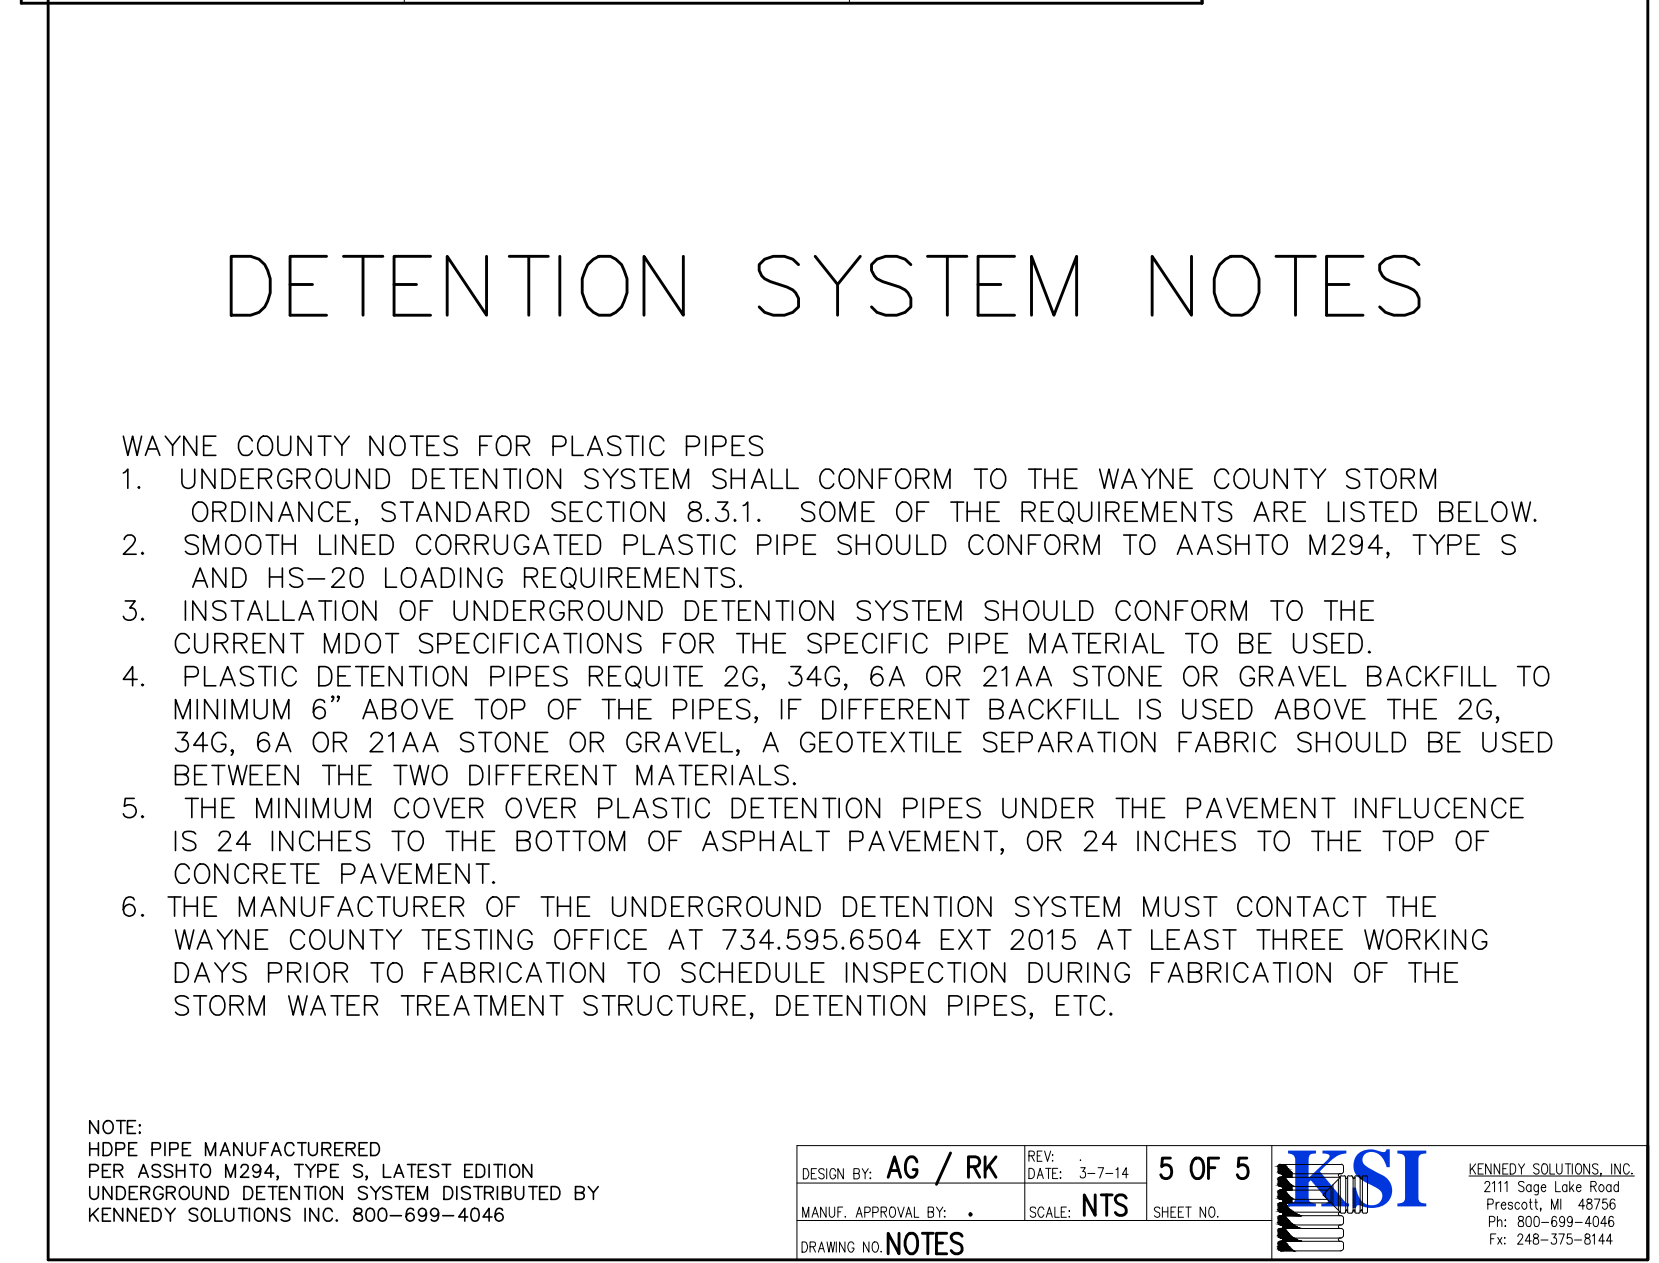 DETENTION SYSTEM NOTES
WAYNE COUNTY NOTES FOR PLASTIC PIPES
1. UNDERGROUND DETENTION SYSTEM SHALL CONFORM TO THE WAYNE COUNTY STORM
ORDINANCE, STANDARD SECTION 8.3.1. SOME OF THE REQUIREMENTS ARE LISTED BELOW.
2. SMOOTH LINED CORRUGATED PLASTIC PIPE SHOULD CONFORM TO AASHTO M294, TYPE S
AND HS-20 LOADING REQUIREMENTS.
3. INSTALLATION OF UNDERGROUND DETENTION SYSTEM SHOULD CONFORM TO THE
CURRENT MDOT SPECIFICATIONS FOR THE SPECIFIC PIPE MATERIAL TO BE USED.
4. PLASTIC DETENTION PIPES REQUITE 2G, 34G, 6A OR 21AA STONE OR GRAVEL BACKFILL TO
MINIMUM 6" ABOVE TOP OF THE PIPES, IF DIFFERENT BACKFILL IS USED ABOVE THE 2G,
34G, 6A OR 21AA STONE OR GRAVEL, A GEOTEXTILE SEPARATION FABRIC SHOULD BE USED
BETWEEN THE TWO DIFFERENT MATERIALS.
5. THE MINIMUM COVER OVER PLASTIC DETENTION PIPES UNDER THE PAVEMENT INFLUCENCE
IS 24 INCHES TO THE BOTTOM OF ASPHALT PAVEMENT, OR 24 INCHES TO THE TOP OF
CONCRETE PAVEMENT.
6. THE MANUFACTURER OF THE UNDERGROUND DETENTION SYSTEM MUST CONTACT THE
WAYNE COUNTY TESTING OFFICE AT 734.595.6504 EXT 2015 AT LEAST THREE WORKING
DAYS PRIOR TO FABRICATION TO SCHEDULE INSPECTION DURING FABRICATION OF THE
STORM WATER TREATMENT STRUCTURE, DETENTION PIPES, ETC.
NOTE:
HDPE PIPE MANUFACTURERED
PER ASSHTO M294, TYPE S, LATEST EDITION
UNDERGROUND DETENTION SYSTEM DISTRIBUTED BY
KENNEDY SOLUTIONS INC. 800-699-4046
DESIGN BY: AG / RK
REV: .
DATE: 3-7-14
5 OF 5
MANUF. APPROVAL BY: .
SCALE: NTS
SHEET NO.
DRAWING NO. NOTES
KSI
KENNEDY SOLUTIONS, INC.
2111 Sage Lake Road
Prescott, MI 48756
Ph: 800-699-4046
Fx: 248-375-8144